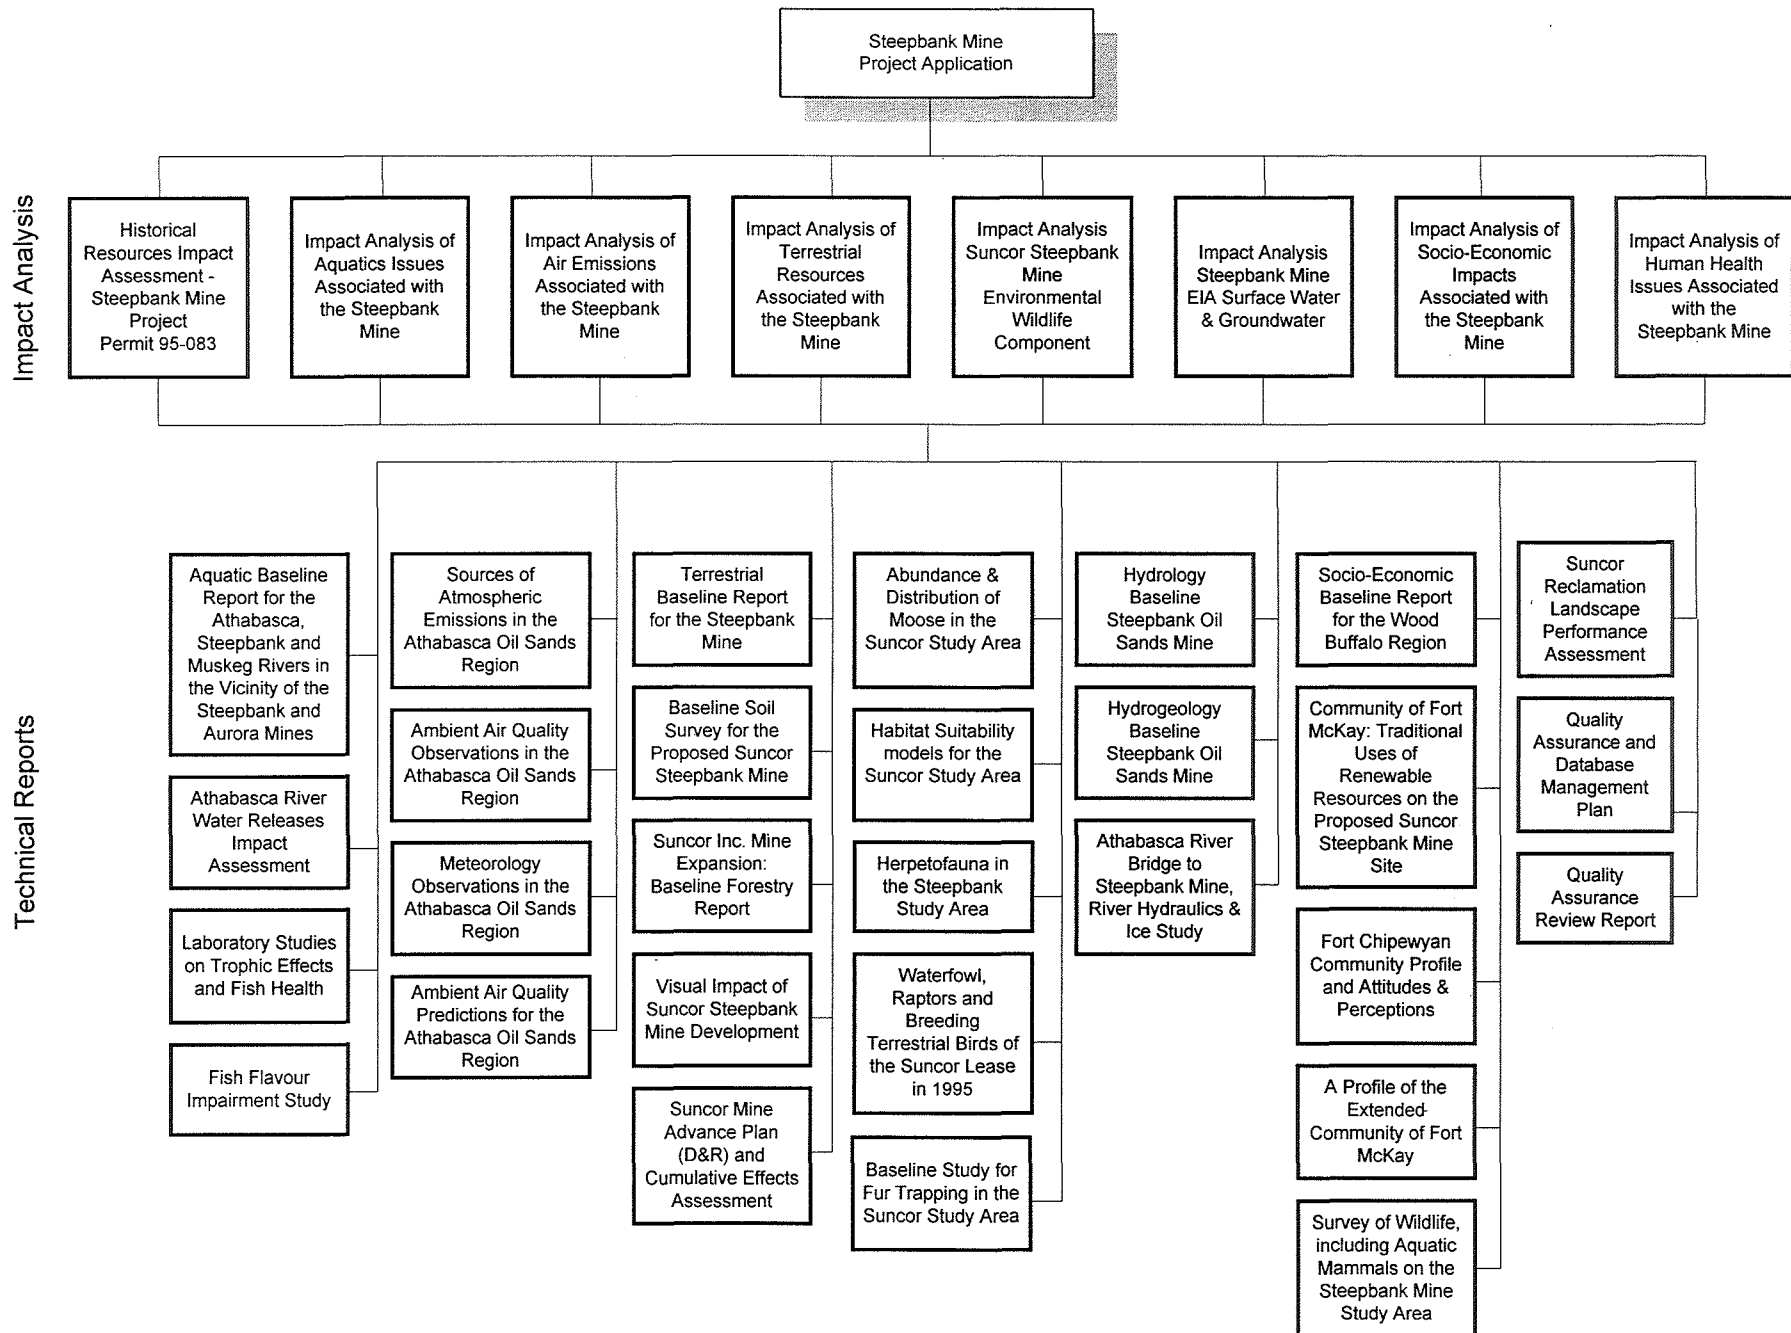 Steepbank Mine
Project Application
Impact Analysis
Historical
Resources Impact
Assessment -
Steepbank Mine
Project
Permit 95-083
Impact Analysis of
Aquatics Issues
Associated with
the Steepbank
Mine
Impact Analysis of
Air Emissions
Associated with
the Steepbank
Mine
Impact Analysis of
Terrestrial
Resources
Associated with
the Steepbank
Mine
Impact Analysis
Suncor Steepbank
Mine
Environmental
Wildlife
Component
Impact Analysis
Steepbank Mine
EIA Surface Water
& Groundwater
Impact Analysis of
Socio-Economic
Impacts
Associated with
the Steepbank
Mine
Impact Analysis of
Human Health
Issues Associated
with the
Steepbank Mine
Technical Reports
Aquatic Baseline
Report for the
Athabasca,
Steepbank and
Muskeg Rivers in
the Vicinity of the
Steepbank and
Aurora Mines
Athabasca River
Water Releases
Impact
Assessment
Laboratory Studies
on Trophic Effects
and Fish Health
Fish Flavour
Impairment Study
Sources of
Atmospheric
Emissions in the
Athabasca Oil Sands
Region
Ambient Air Quality
Observations in the
Athabasca Oil Sands
Region
Meteorology
Observations in the
Athabasca Oil Sands
Region
Ambient Air Quality
Predictions for the
Athabasca Oil Sands
Region
Terrestrial
Baseline Report
for the Steepbank
Mine
Baseline Soil
Survey for the
Proposed Suncor
Steepbank Mine
Suncor Inc. Mine
Expansion:
Baseline Forestry
Report
Visual Impact of
Suncor Steepbank
Mine Development
Suncor Mine
Advance Plan
(D&R) and
Cumulative Effects
Assessment
Abundance &
Distribution of
Moose in the
Suncor Study Area
Habitat Suitability
models for the
Suncor Study Area
Herpetofauna in
the Steepbank
Study Area
Waterfowl,
Raptors and
Breeding
Terrestrial Birds of
the Suncor Lease
in 1995
Baseline Study for
Fur Trapping in the
Suncor Study Area
Hydrology
Baseline
Steepbank Oil
Sands Mine
Hydrogeology
Baseline
Steepbank Oil
Sands Mine
Athabasca River
Bridge to
Steepbank Mine,
River Hydraulics &
Ice Study
Socio-Economic
Baseline Report
for the Wood
Buffalo Region
Community of Fort
McKay: Traditional
Uses of
Renewable
Resources on the
Proposed Suncor
Steepbank Mine
Site
Fort Chipewyan
Community Profile
and Attitudes &
Perceptions
A Profile of the
Extended
Community of Fort
McKay
Survey of Wildlife,
including Aquatic
Mammals on the
Steepbank Mine
Study Area
Suncor
Reclamation
Landscape
Performance
Assessment
Quality
Assurance and
Database
Management
Plan
Quality
Assurance
Review Report